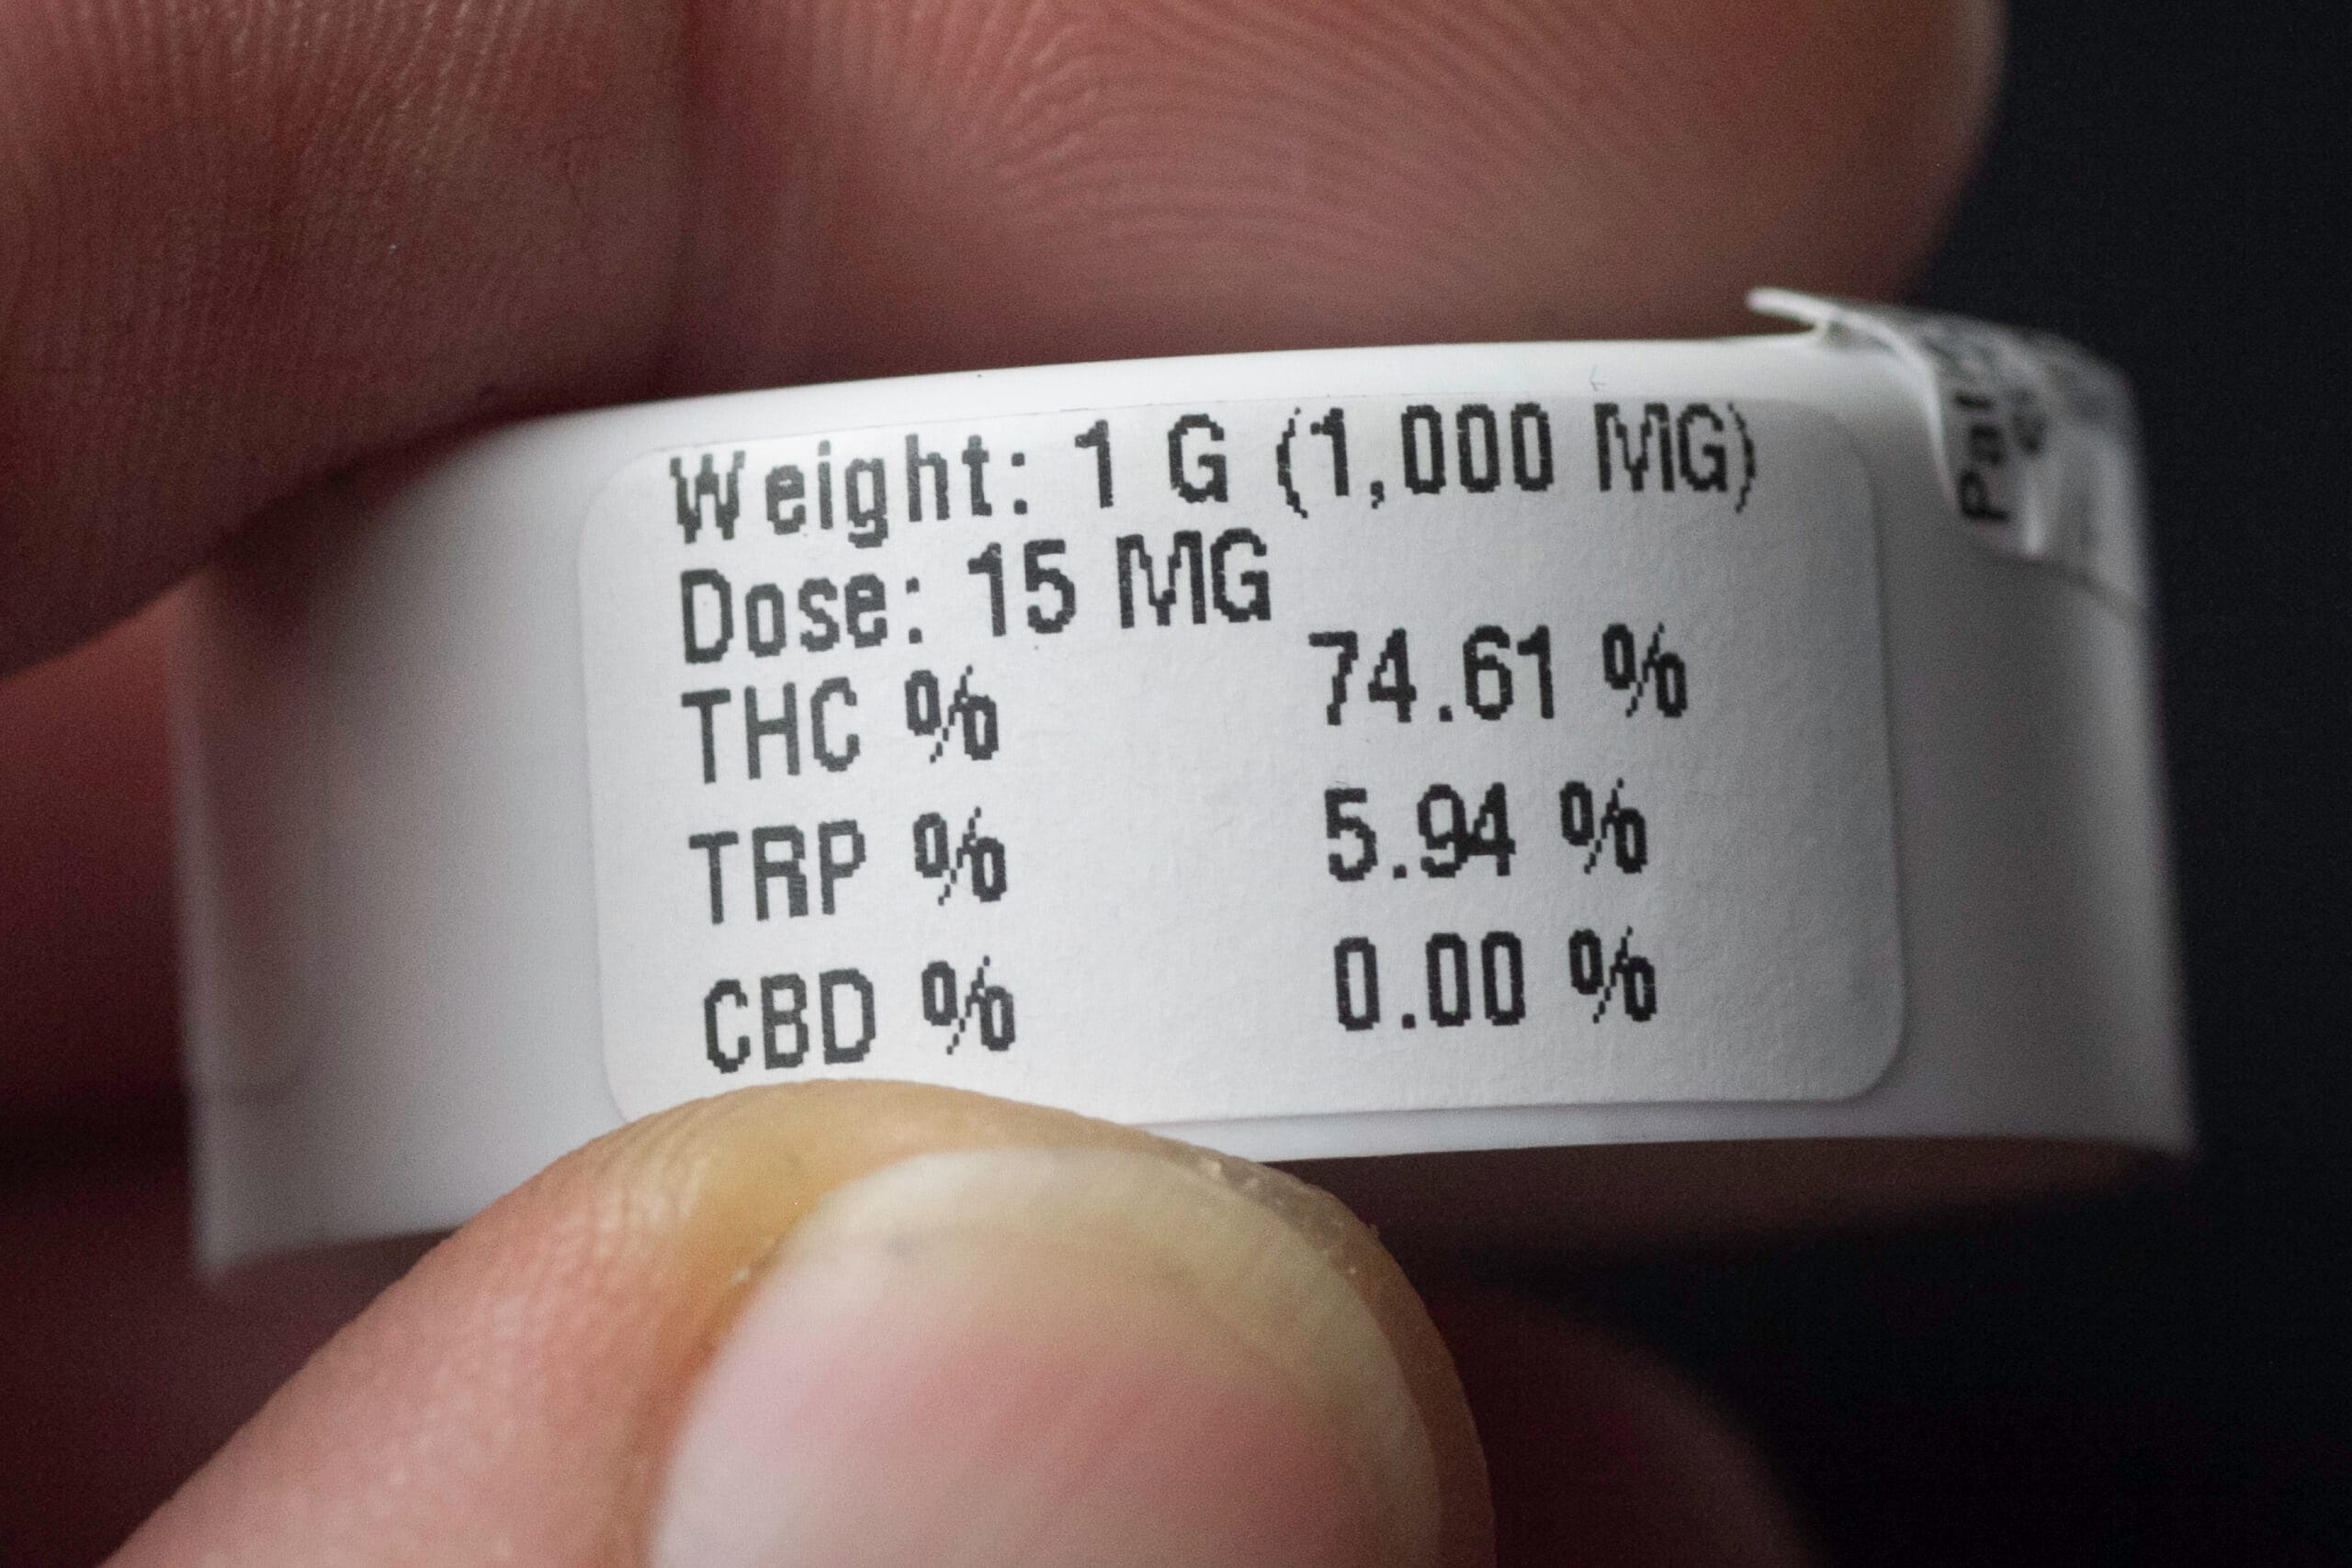 Weight: 1 G (1,000 MG)
Dose: 15 MG
THC % 74.61 %
TRP % 5.94 %
CBD % 0.00 %